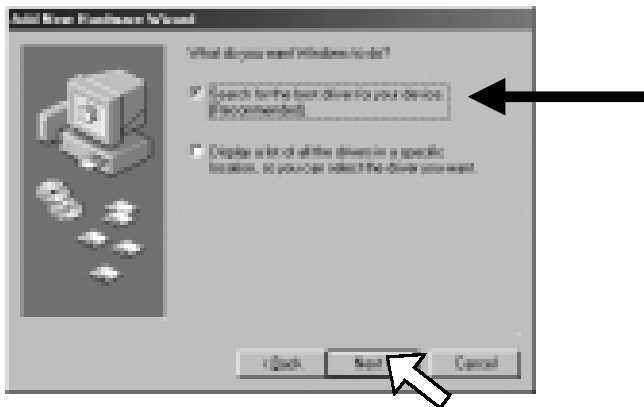 Add New Hardware Wizard
What do you want Windows to do?
Search for the best driver for your device.
(Recommended).
Display a list of all the drivers in a specific
location, so you can select the driver you want.
< Back
Next
Cancel